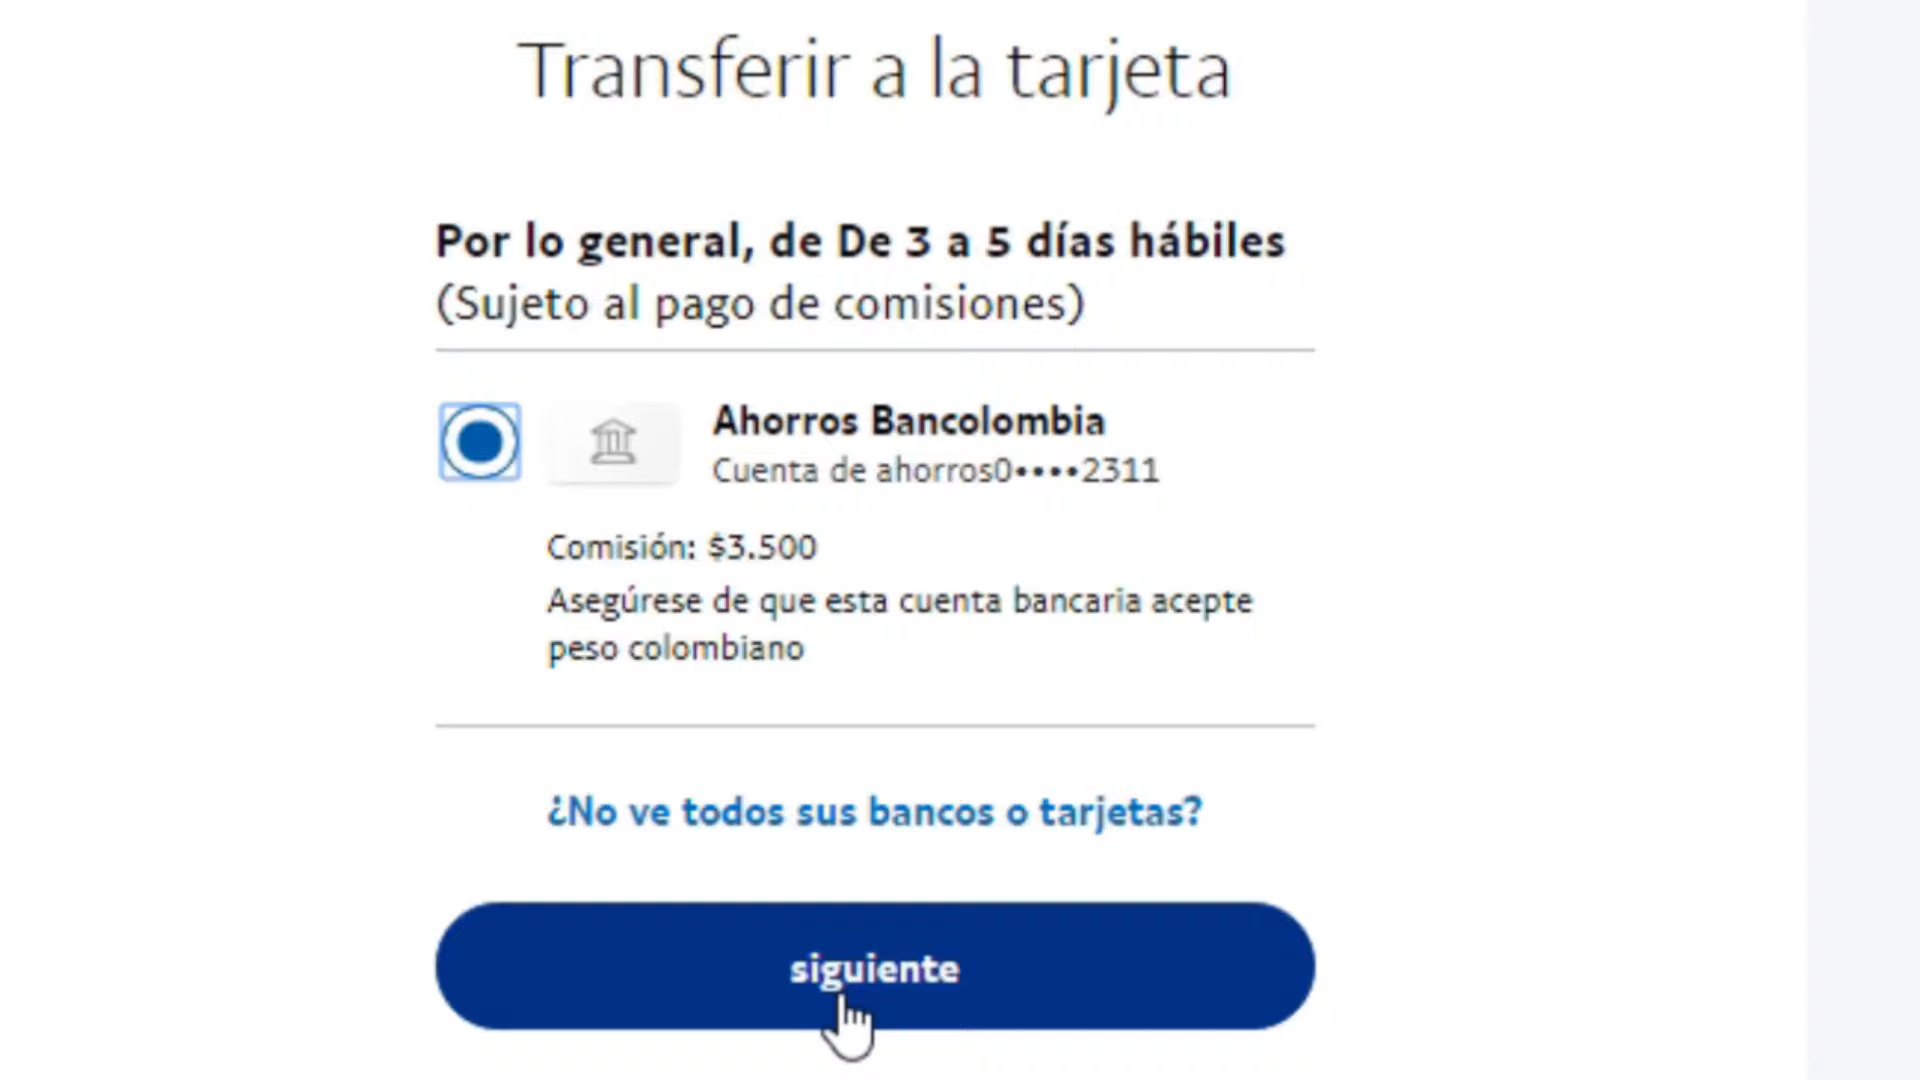 Transferir a la tarjeta
Por lo general, de De 3 a 5 días hábiles
(Sujeto al pago de comisiones)
Ahorros Bancolombia
Cuenta de ahorros0••••2311
Comisión: $3.500
Asegúrese de que esta cuenta bancaria acepte
peso colombiano
¿No ve todos sus bancos o tarjetas?
siguiente